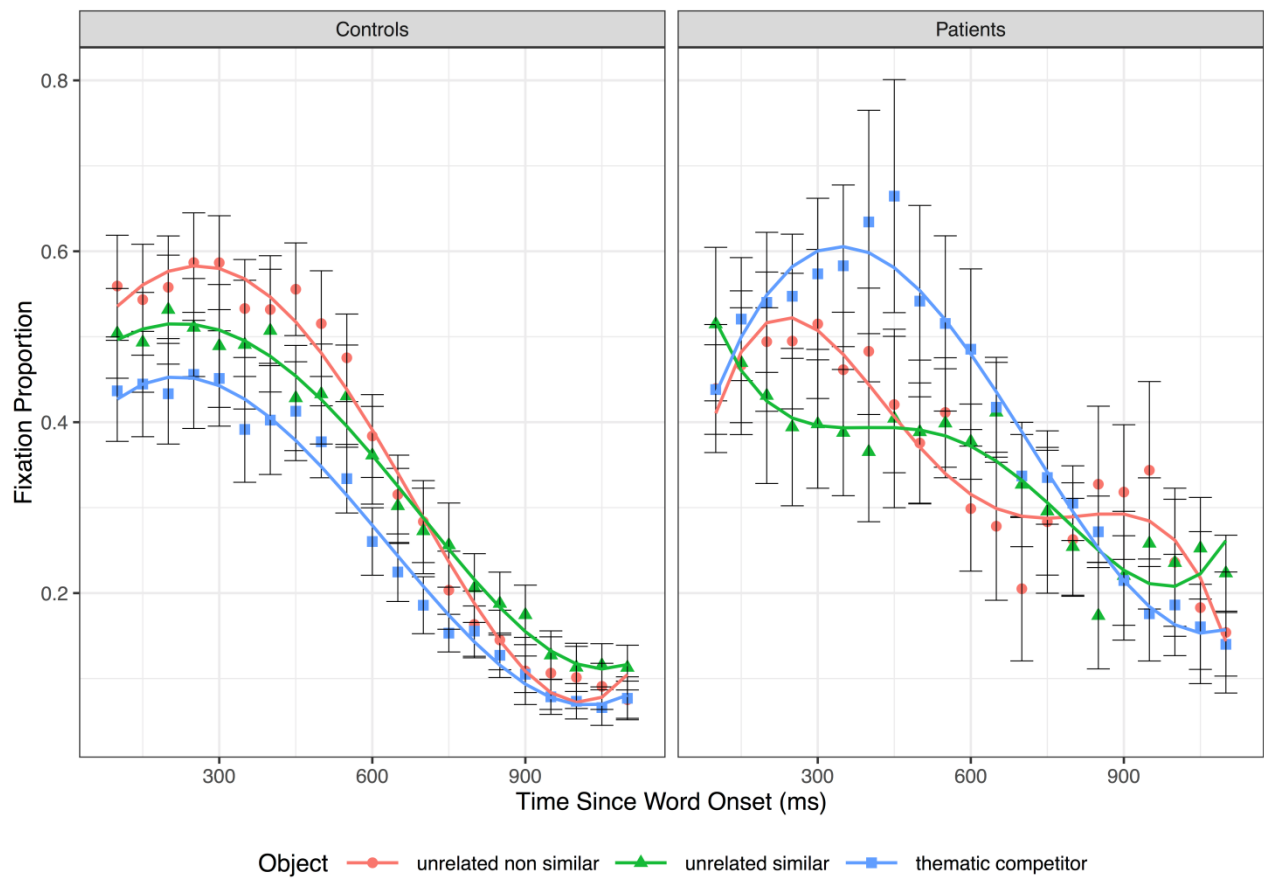 Controls
Patients
Fixation Proportion
0.8
0.6
0.4
0.2
300
600
900
300
600
900
Time Since Word Onset (ms)
Object unrelated non similar unrelated similar thematic competitor